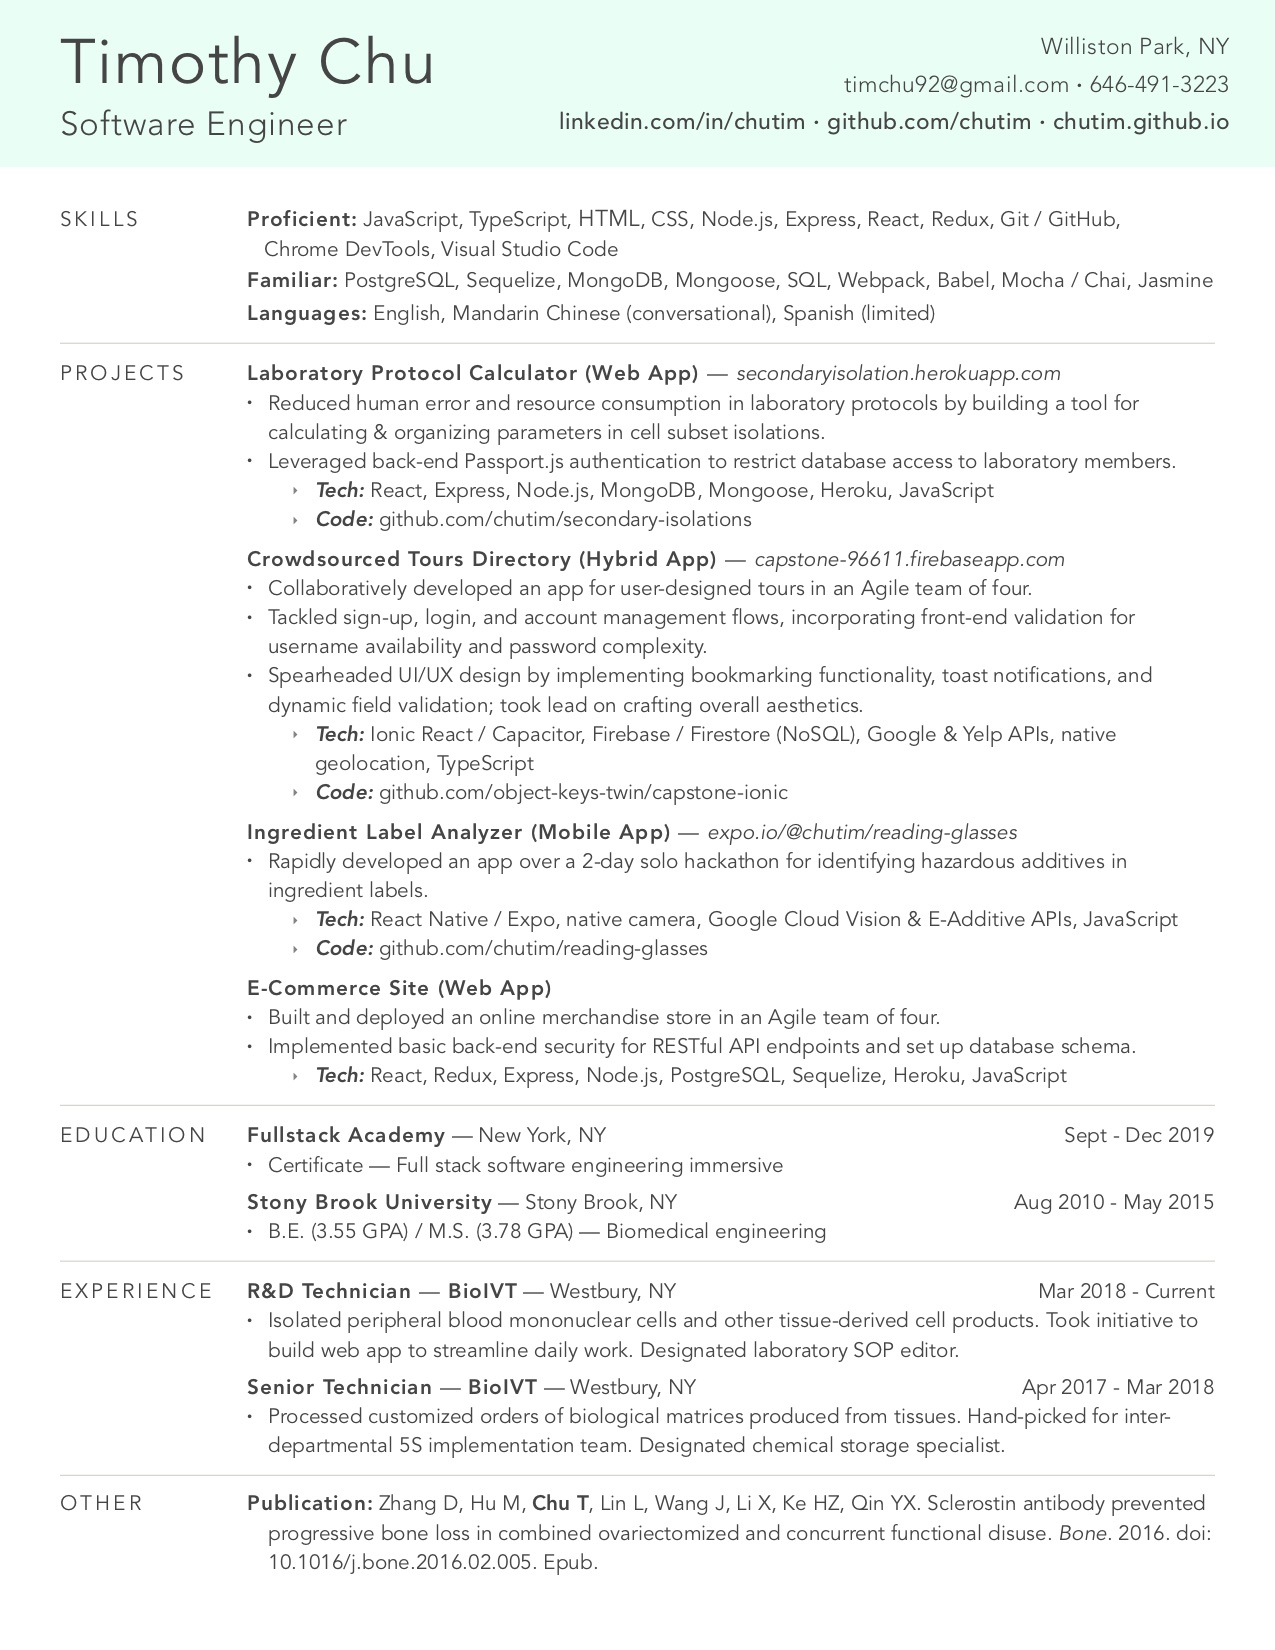 Timothy Chu
Software Engineer
Williston Park, NY
timchu92@gmail.com · 646-491-3223
linkedin.com/in/chutim · github.com/chutim · chutim.github.io
SKILLS
Proficient: JavaScript, TypeScript, HTML, CSS, Node.js, Express, React, Redux, Git / GitHub,
Chrome DevTools, Visual Studio Code
Familiar: PostgreSQL, Sequelize, MongoDB, Mongoose, SQL, Webpack, Babel, Mocha / Chai, Jasmine
Languages: English, Mandarin Chinese (conversational), Spanish (limited)
PROJECTS
Laboratory Protocol Calculator (Web App) — secondaryisolation.herokuapp.com
· Reduced human error and resource consumption in laboratory protocols by building a tool for
calculating & organizing parameters in cell subset isolations.
· Leveraged back-end Passport.js authentication to restrict database access to laboratory members.
‣ Tech: React, Express, Node.js, MongoDB, Mongoose, Heroku, JavaScript
‣ Code: github.com/chutim/secondary-isolations
Crowdsourced Tours Directory (Hybrid App) — capstone-96611.firebaseapp.com
· Collaboratively developed an app for user-designed tours in an Agile team of four.
· Tackled sign-up, login, and account management flows, incorporating front-end validation for
username availability and password complexity.
· Spearheaded UI/UX design by implementing bookmarking functionality, toast notifications, and
dynamic field validation; took lead on crafting overall aesthetics.
‣ Tech: Ionic React / Capacitor, Firebase / Firestore (NoSQL), Google & Yelp APIs, native
geolocation, TypeScript
‣ Code: github.com/object-keys-twin/capstone-ionic
Ingredient Label Analyzer (Mobile App) — expo.io/@chutim/reading-glasses
· Rapidly developed an app over a 2-day solo hackathon for identifying hazardous additives in
ingredient labels.
‣ Tech: React Native / Expo, native camera, Google Cloud Vision & E-Additive APIs, JavaScript
‣ Code: github.com/chutim/reading-glasses
E-Commerce Site (Web App)
· Built and deployed an online merchandise store in an Agile team of four.
· Implemented basic back-end security for RESTful API endpoints and set up database schema.
‣ Tech: React, Redux, Express, Node.js, PostgreSQL, Sequelize, Heroku, JavaScript
EDUCATION
Fullstack Academy — New York, NY Sept - Dec 2019
· Certificate — Full stack software engineering immersive
Stony Brook University — Stony Brook, NY Aug 2010 - May 2015
· B.E. (3.55 GPA) / M.S. (3.78 GPA) — Biomedical engineering
EXPERIENCE
R&D Technician — BioIVT — Westbury, NY Mar 2018 - Current
· Isolated peripheral blood mononuclear cells and other tissue-derived cell products. Took initiative to
build web app to streamline daily work. Designated laboratory SOP editor.
Senior Technician — BioIVT — Westbury, NY Apr 2017 - Mar 2018
· Processed customized orders of biological matrices produced from tissues. Hand-picked for inter-
departmental 5S implementation team. Designated chemical storage specialist.
OTHER
Publication: Zhang D, Hu M, Chu T, Lin L, Wang J, Li X, Ke HZ, Qin YX. Sclerostin antibody prevented
progressive bone loss in combined ovariectomized and concurrent functional disuse. Bone. 2016. doi:
10.1016/j.bone.2016.02.005. Epub.